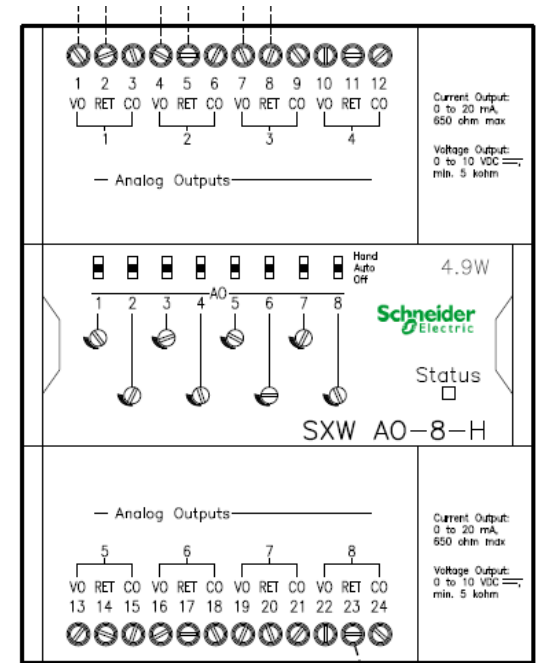 1 2 3 4 5 6 7 8 9 10 11 12
VO RET CO VO RET CO VO RET CO VO RET CO
1 2 3 4
Analog Outputs
Current Output:
0 to 20 mA,
650 ohm max
Voltage Output:
0 to 10 VDC
min. 5 kohm
Hand
Auto
Off
AO
1 2 3 4 5 6 7 8
4.9W
Schneider
Electric
Status
SXW AO-8-H
Analog Outputs
5 6 7 8
VO RET CO VO RET CO VO RET CO VO RET CO
13 14 15 16 17 18 19 20 21 22 23 24
Current Output:
0 to 20 mA,
650 ohm max
Voltage Output:
0 to 10 VDC
min. 5 kohm